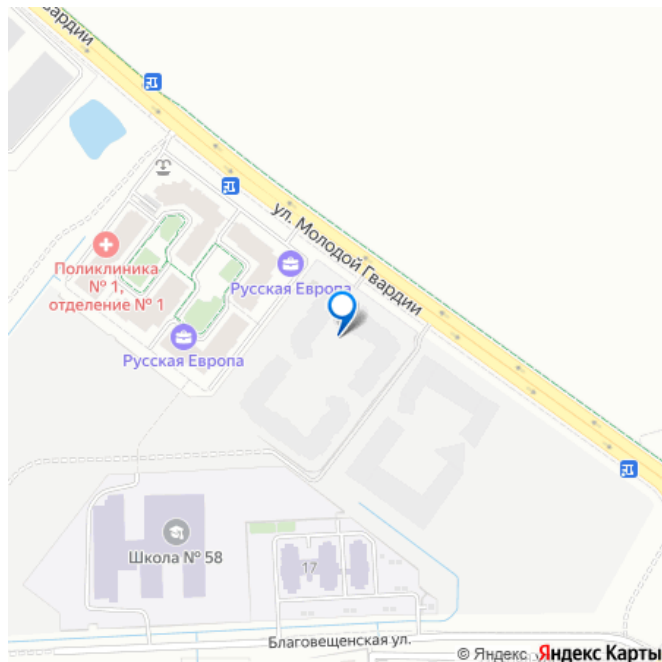 вардии
ул. Молодой Гвардии
Поликлиника
№ 1,
отделение № 1
Русская Европа
Русская Европа
Школа № 58
17
Благовещенская ул.
© Яндекс Яндекс Карты